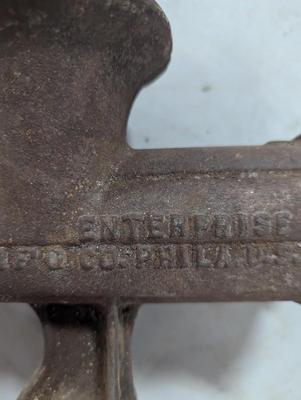 ENTERPRISE
F'G CO. PHILA. U.S.